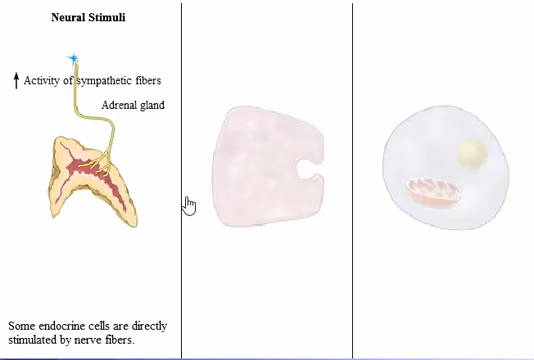 Neural Stimuli
Activity of sympathetic fibers
Adrenal gland
Some endocrine cells are directly
stimulated by nerve fibers.